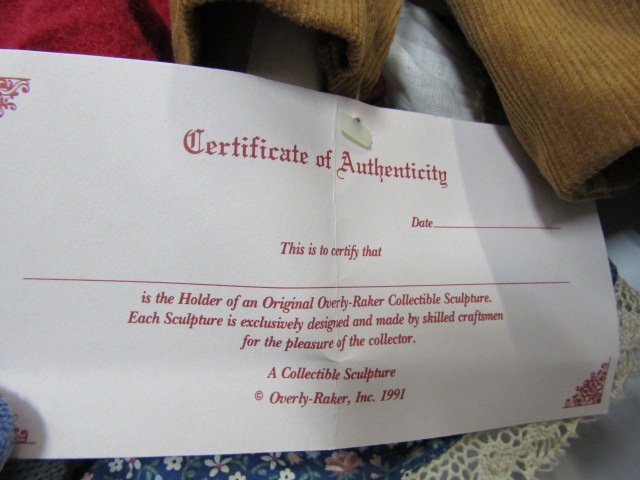 Certificate of Authenticity
Date
This is to certify that
is the Holder of an Original Overly-Raker Collectible Sculpture.
Each Sculpture is exclusively designed and made by skilled craftsmen
for the pleasure of the collector.
A Collectible Sculpture
© Overly-Raker, Inc. 1991